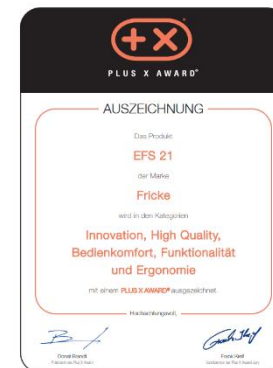 +X
PLUS X AWARD®
AUSZEICHNUNG
Das Produkt
EFS 21
der Marke
Fricke
wird in den Kategorien
Innovation, High Quality,
Bedienkomfort, Funktionalität
und Ergonomie
mit einem PLUS X AWARD® ausgezeichnet.
Hochachtungsvoll,